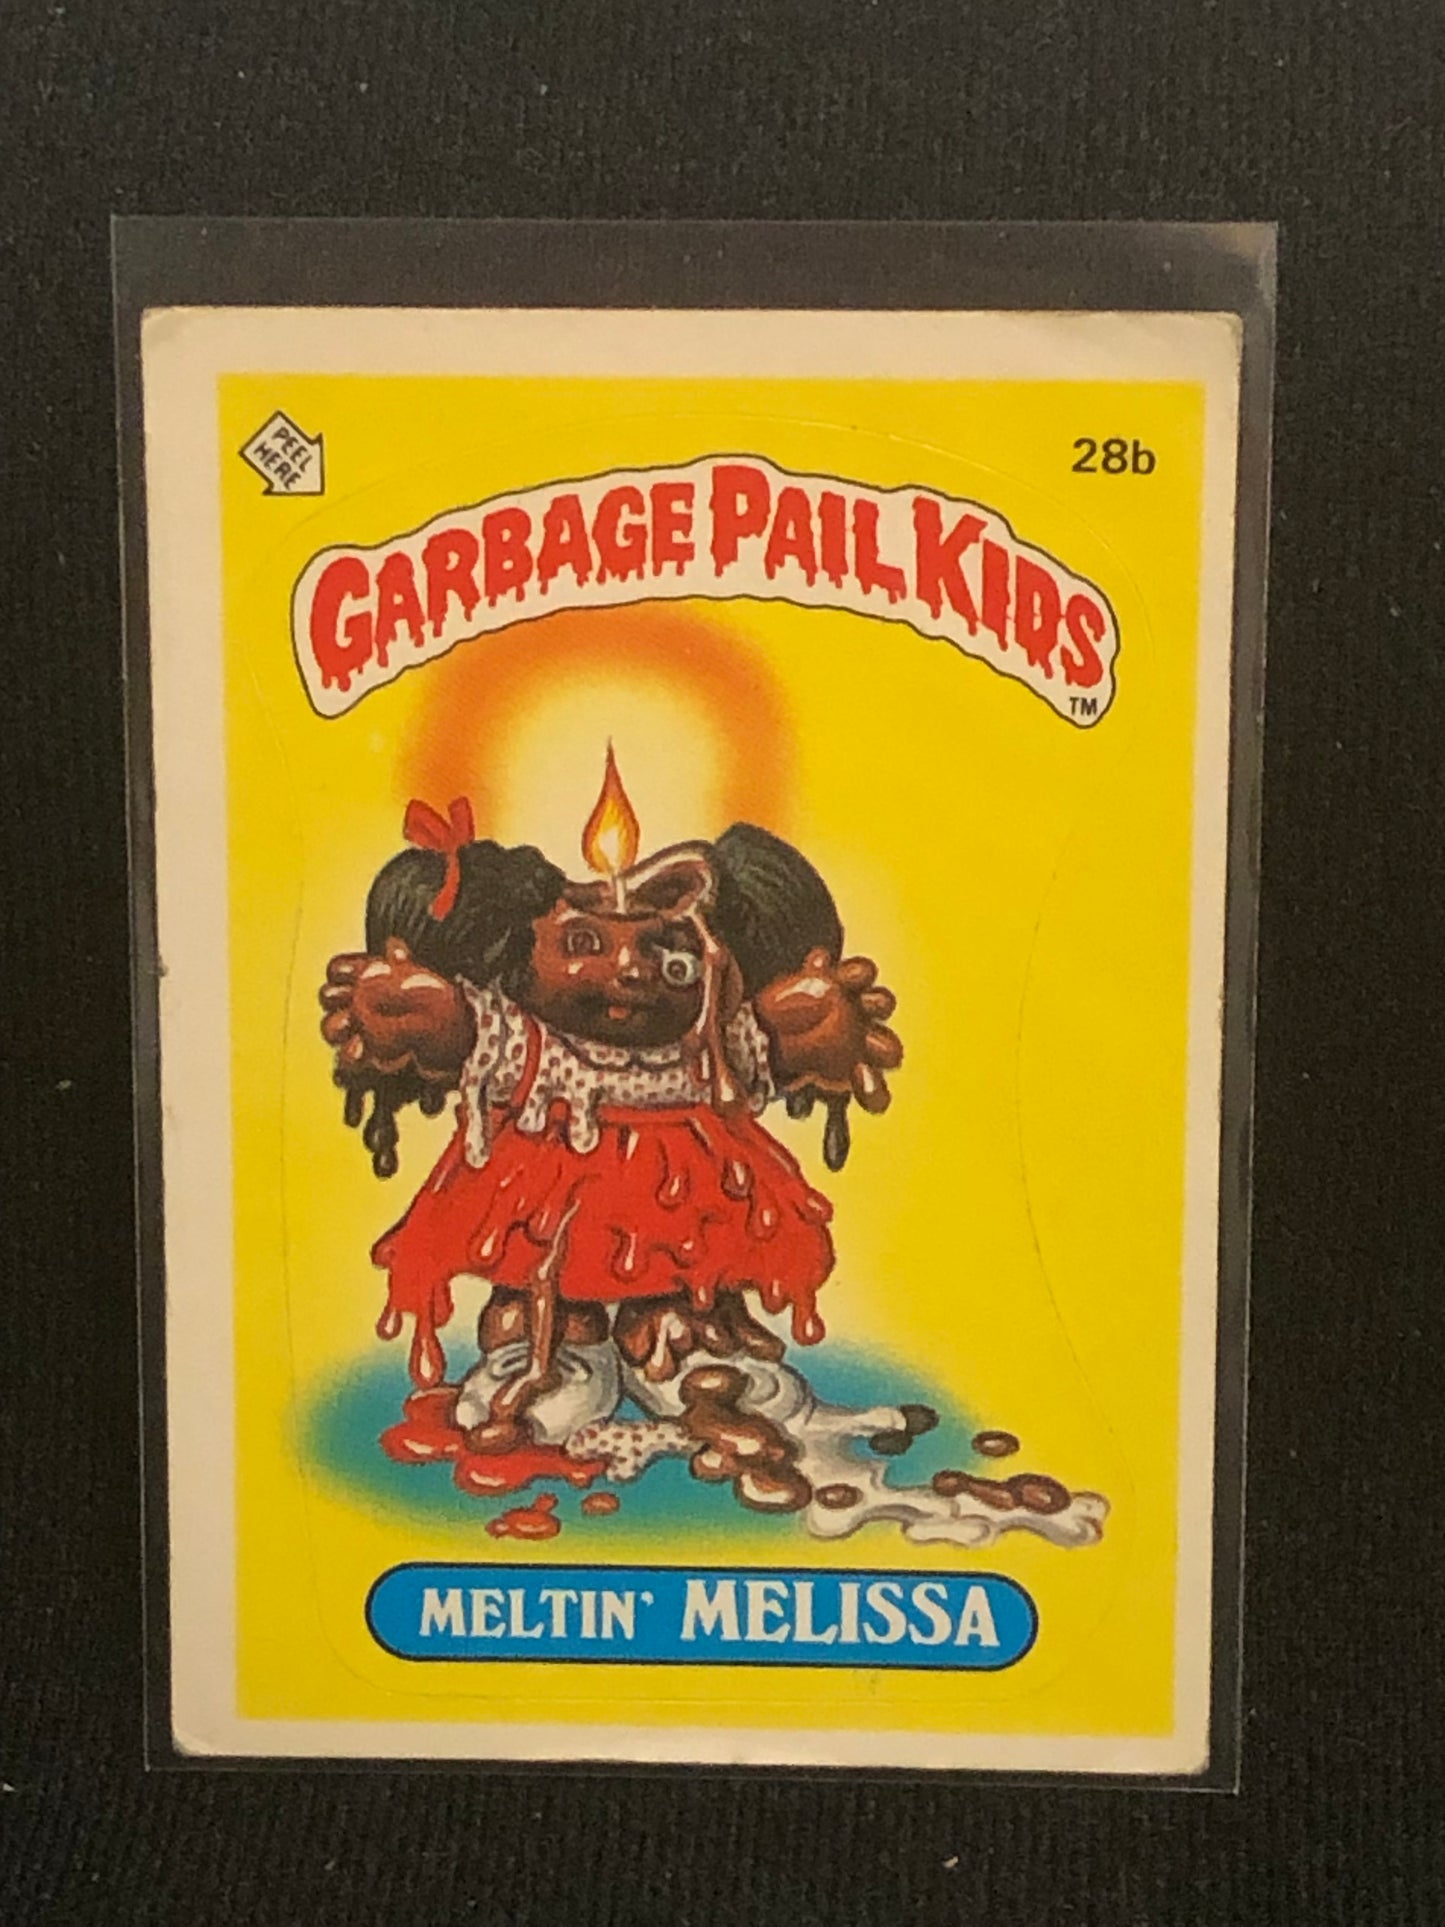 PEEL
HERE
28b
GARBAGE PAIL KIDS
TM
MELTIN' MELISSA